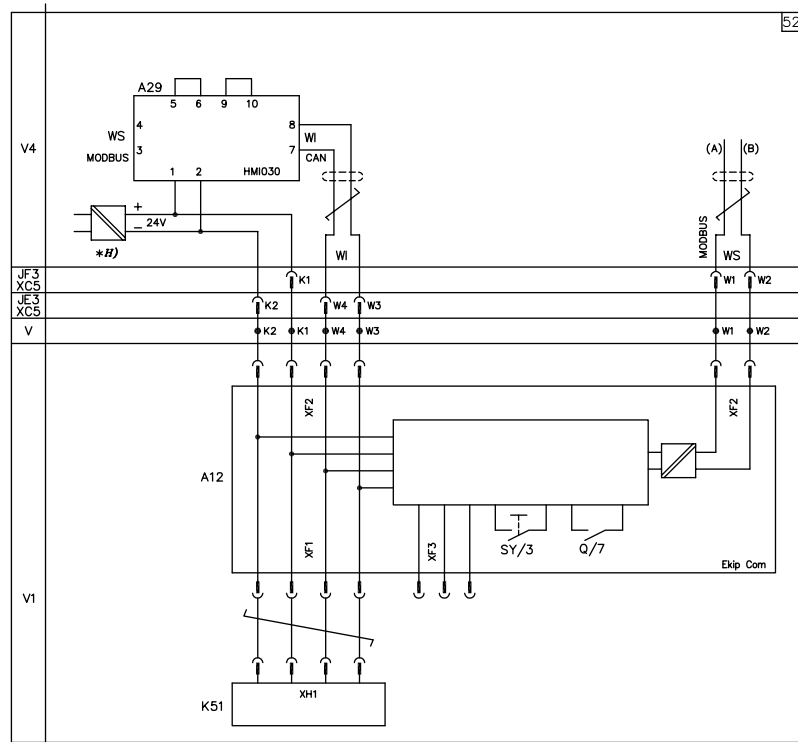 52
A29
5 6 9 10
4 8
WS WI
3 7
MODBUS CAN
1 2 HMI030
V4
(A) (B)
+
24V
−
*H)
MODBUS
WI WS
JF3
XC5
K1 W1 W2
JE3
XC5
K2 W4 W3
V
K2 K1 W4 W3 W1 W2
XF2 XF2
A12
XF1 XF3
SY/3 Q/7
Ekip Com
V1
XH1
K51